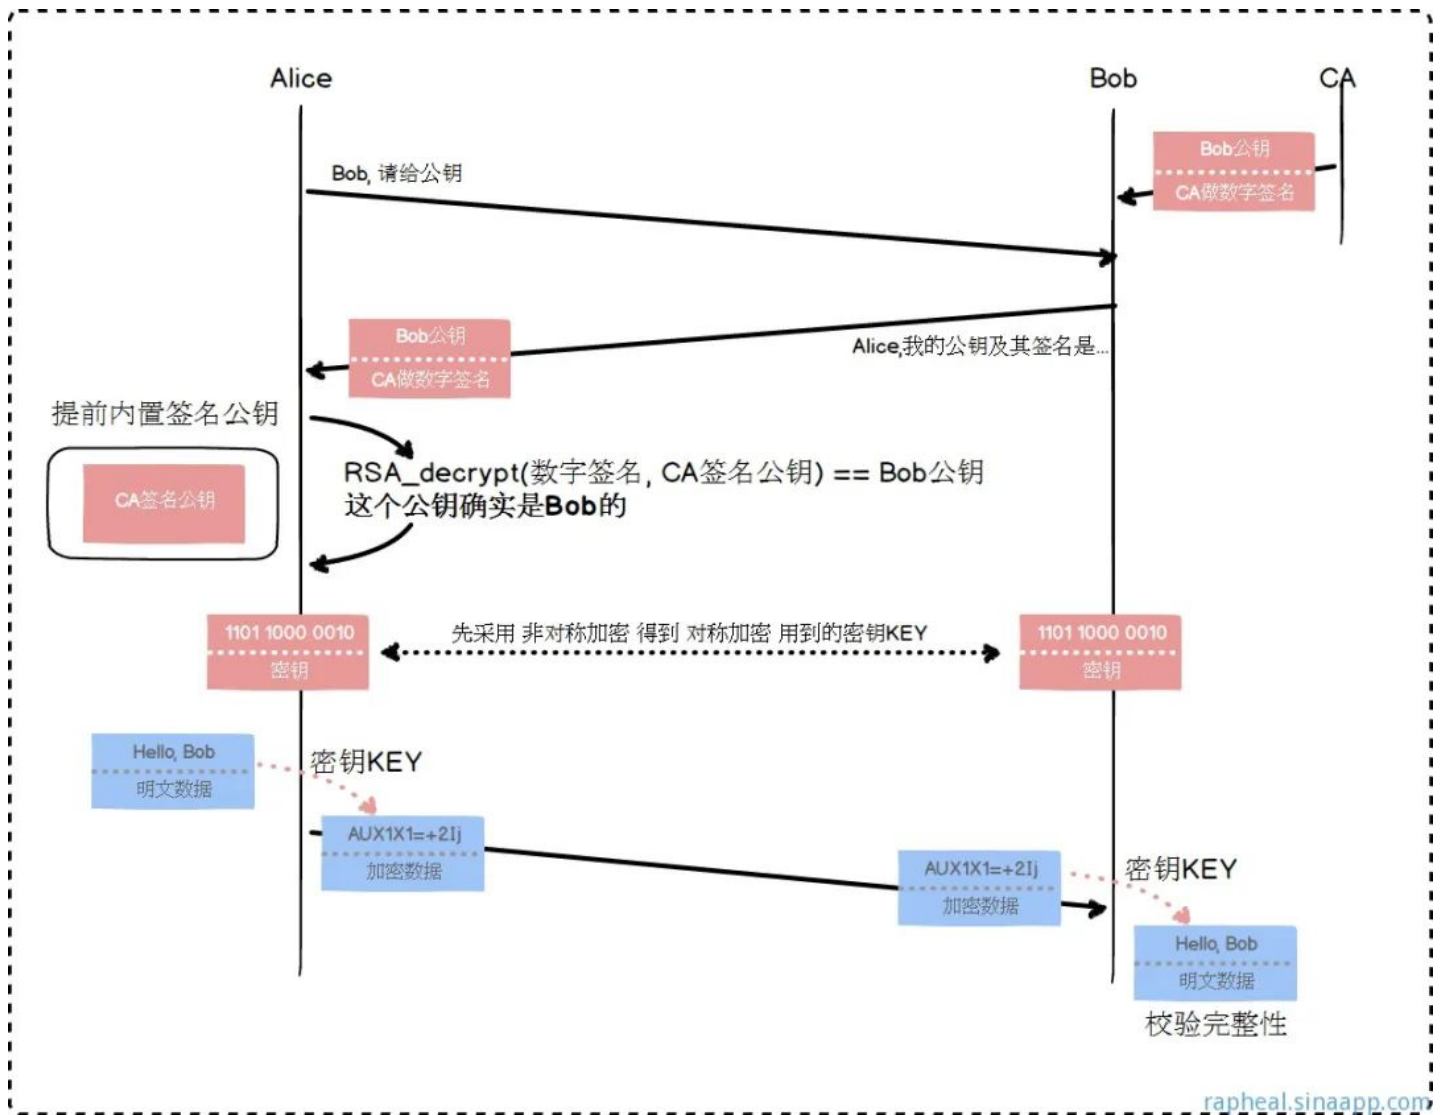 Alice
Bob
CA
Bob公钥
CA做数字签名
Bob, 请给公钥
Bob公钥
CA做数字签名
Alice,我的公钥及其签名是...
提前内置签名公钥
CA签名公钥
RSA_decrypt(数字签名, CA签名公钥) == Bob公钥
这个公钥确实是Bob的
1101 1000 0010
密钥
先采用 非对称加密 得到 对称加密 用到的密钥KEY
1101 1000 0010
密钥
Hello, Bob
明文数据
密钥KEY
AUX1X1=+2Ij
加密数据
AUX1X1=+2Ij
加密数据
密钥KEY
Hello, Bob
明文数据
校验完整性
rapheal.sinaapp.com